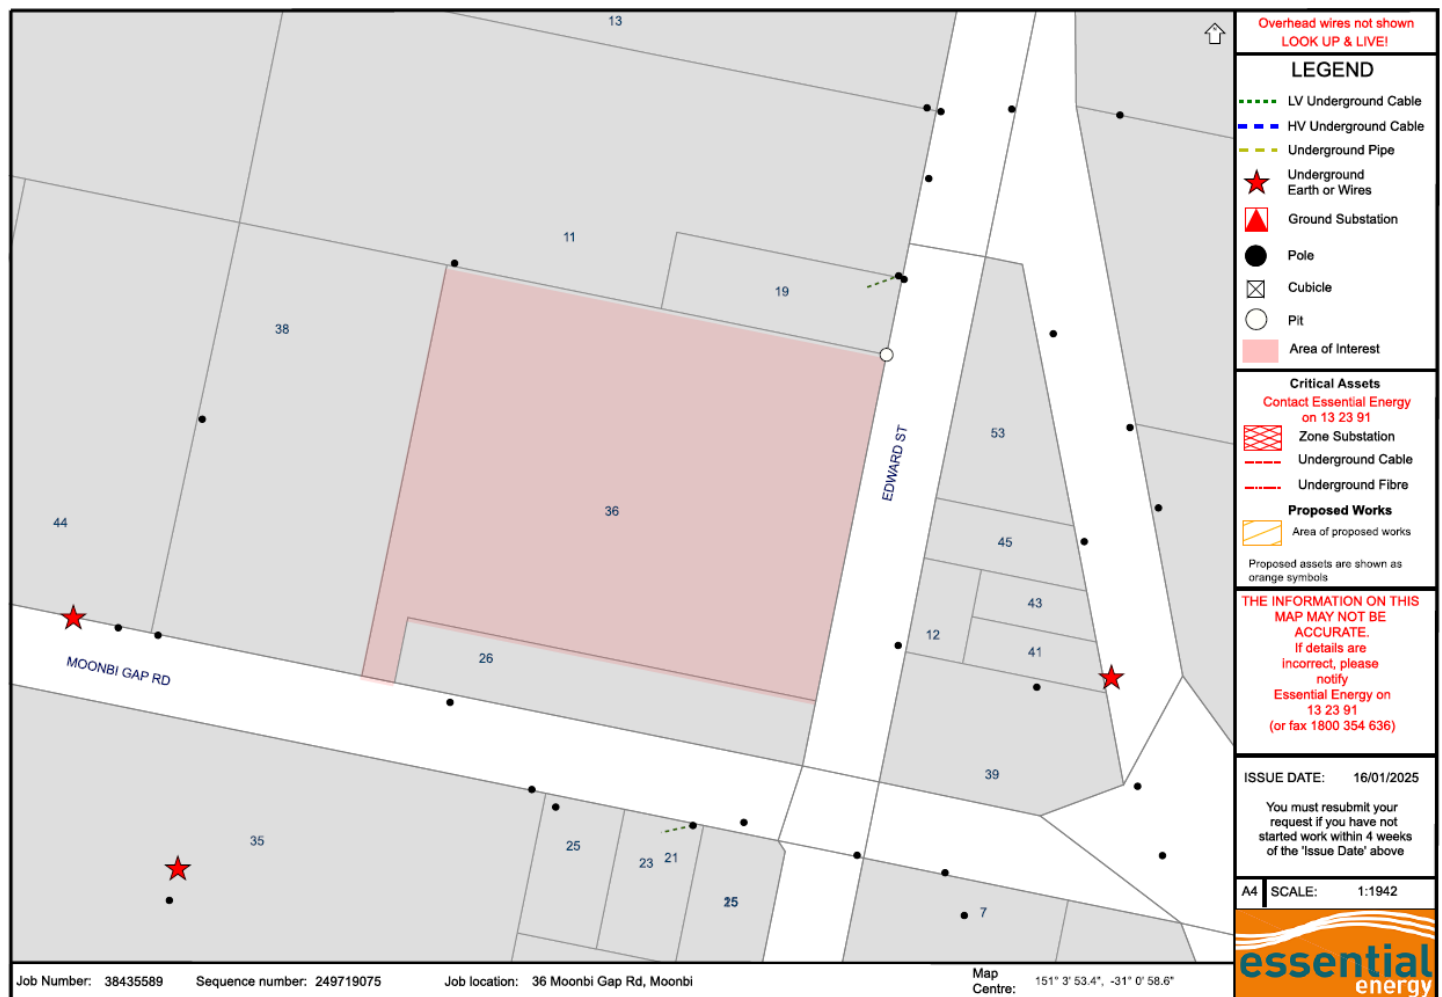 13
11
19
38
36
44
26
EDWARD ST
53
45
43
12
41
39
MOONBI GAP RD
35
25
23
21
15
7
Overhead wires not shown
LOOK UP & LIVE!
LEGEND
LV Underground Cable
HV Underground Cable
Underground Pipe
Underground
Earth or Wires
Ground Substation
Pole
Cubicle
Pit
Area of Interest
Critical Assets
Contact Essential Energy
on 13 23 91
Zone Substation
Underground Cable
Underground Fibre
Proposed Works
Area of proposed works
Proposed assets are shown as
orange symbols
THE INFORMATION ON THIS
MAP MAY NOT BE
ACCURATE.
If details are
incorrect, please
notify
Essential Energy on
13 23 91
(or fax 1800 354 636)
ISSUE DATE: 16/01/2025
You must resubmit your
request if you have not
started work within 4 weeks
of the 'Issue Date' above
A4 SCALE: 1:1942
essential
energy
Job Number: 38435589 Sequence number: 249719075 Job location: 36 Moonbi Gap Rd, Moonbi
Map
Centre: 151° 3' 53.4", -31° 0' 58.6"